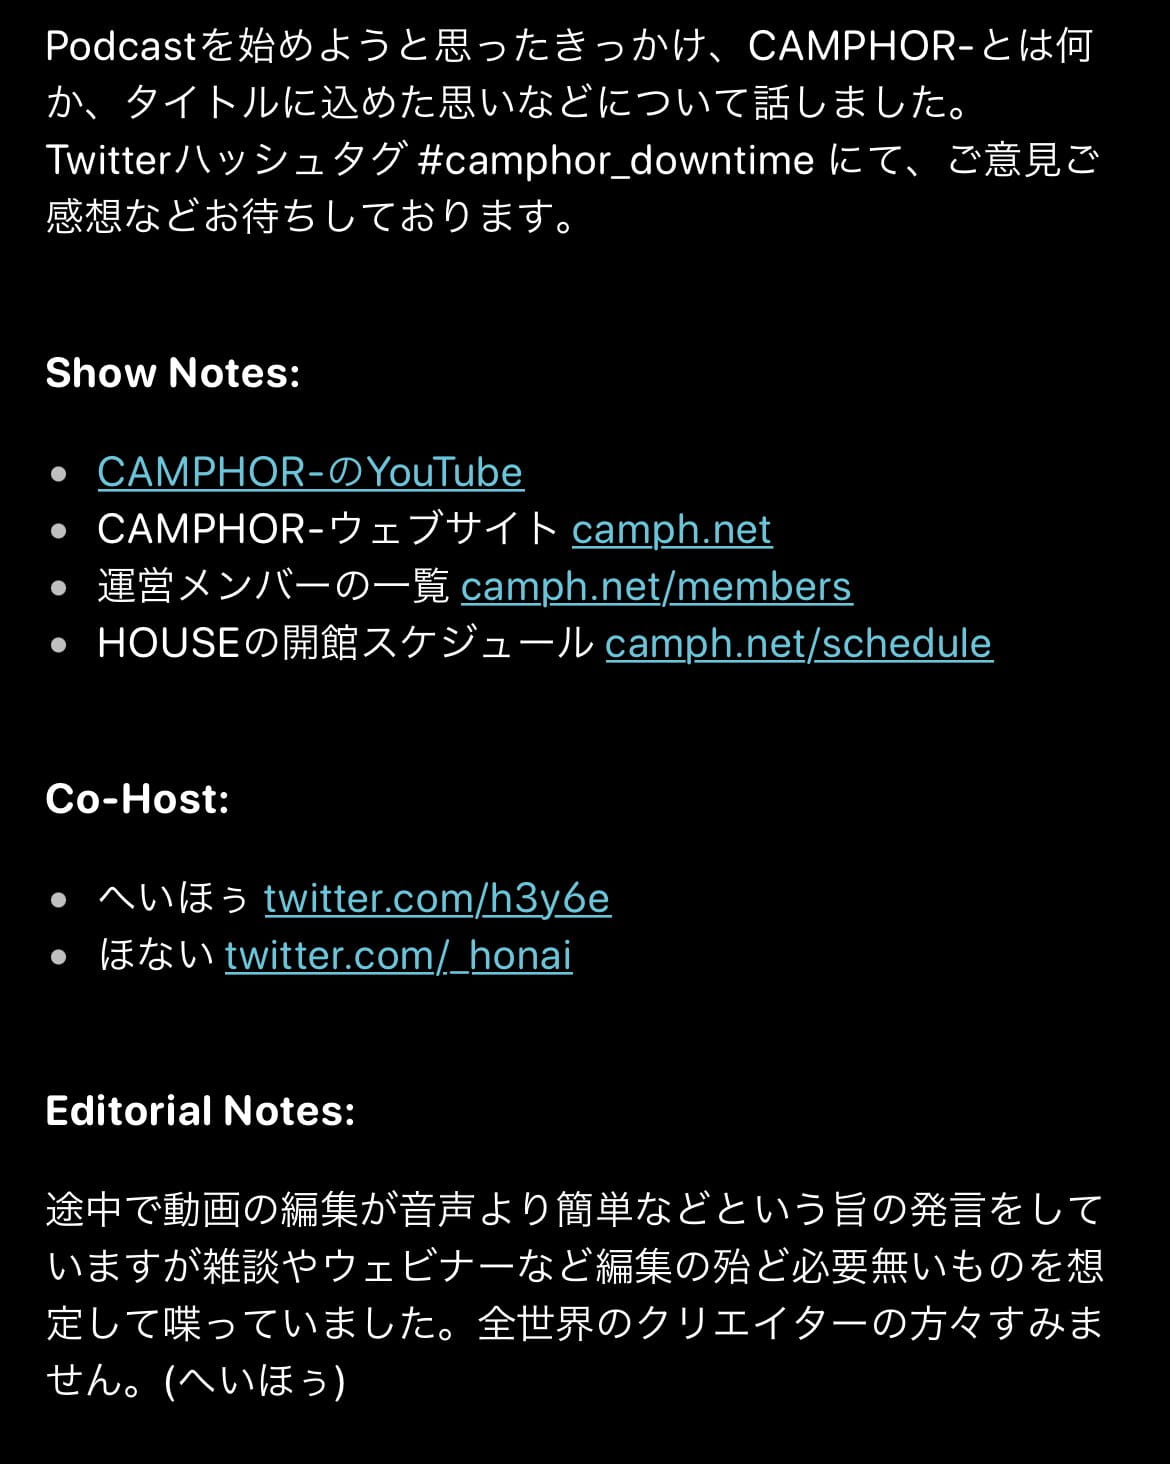 Podcastを始めようと思ったきっかけ、CAMPHOR-とは何
か、タイトルに込めた思いなどについて話しました。
Twitterハッシュタグ #camphor_downtime にて、ご意見ご
感想などお待ちしております。
Show Notes:
• CAMPHOR-のYouTube
• CAMPHOR-ウェブサイト camph.net
• 運営メンバーの一覧 camph.net/members
• HOUSEの開館スケジュール camph.net/schedule
Co-Host:
• へいほぅ twitter.com/h3y6e
• ほない twitter.com/_honai
Editorial Notes:
途中で動画の編集が音声より簡単などという旨の発言をして
いますが雑談やウェビナーなど編集の殆ど必要無いものを想
定して喋っていました。全世界のクリエイターの方々すみま
せん。(へいほぅ)